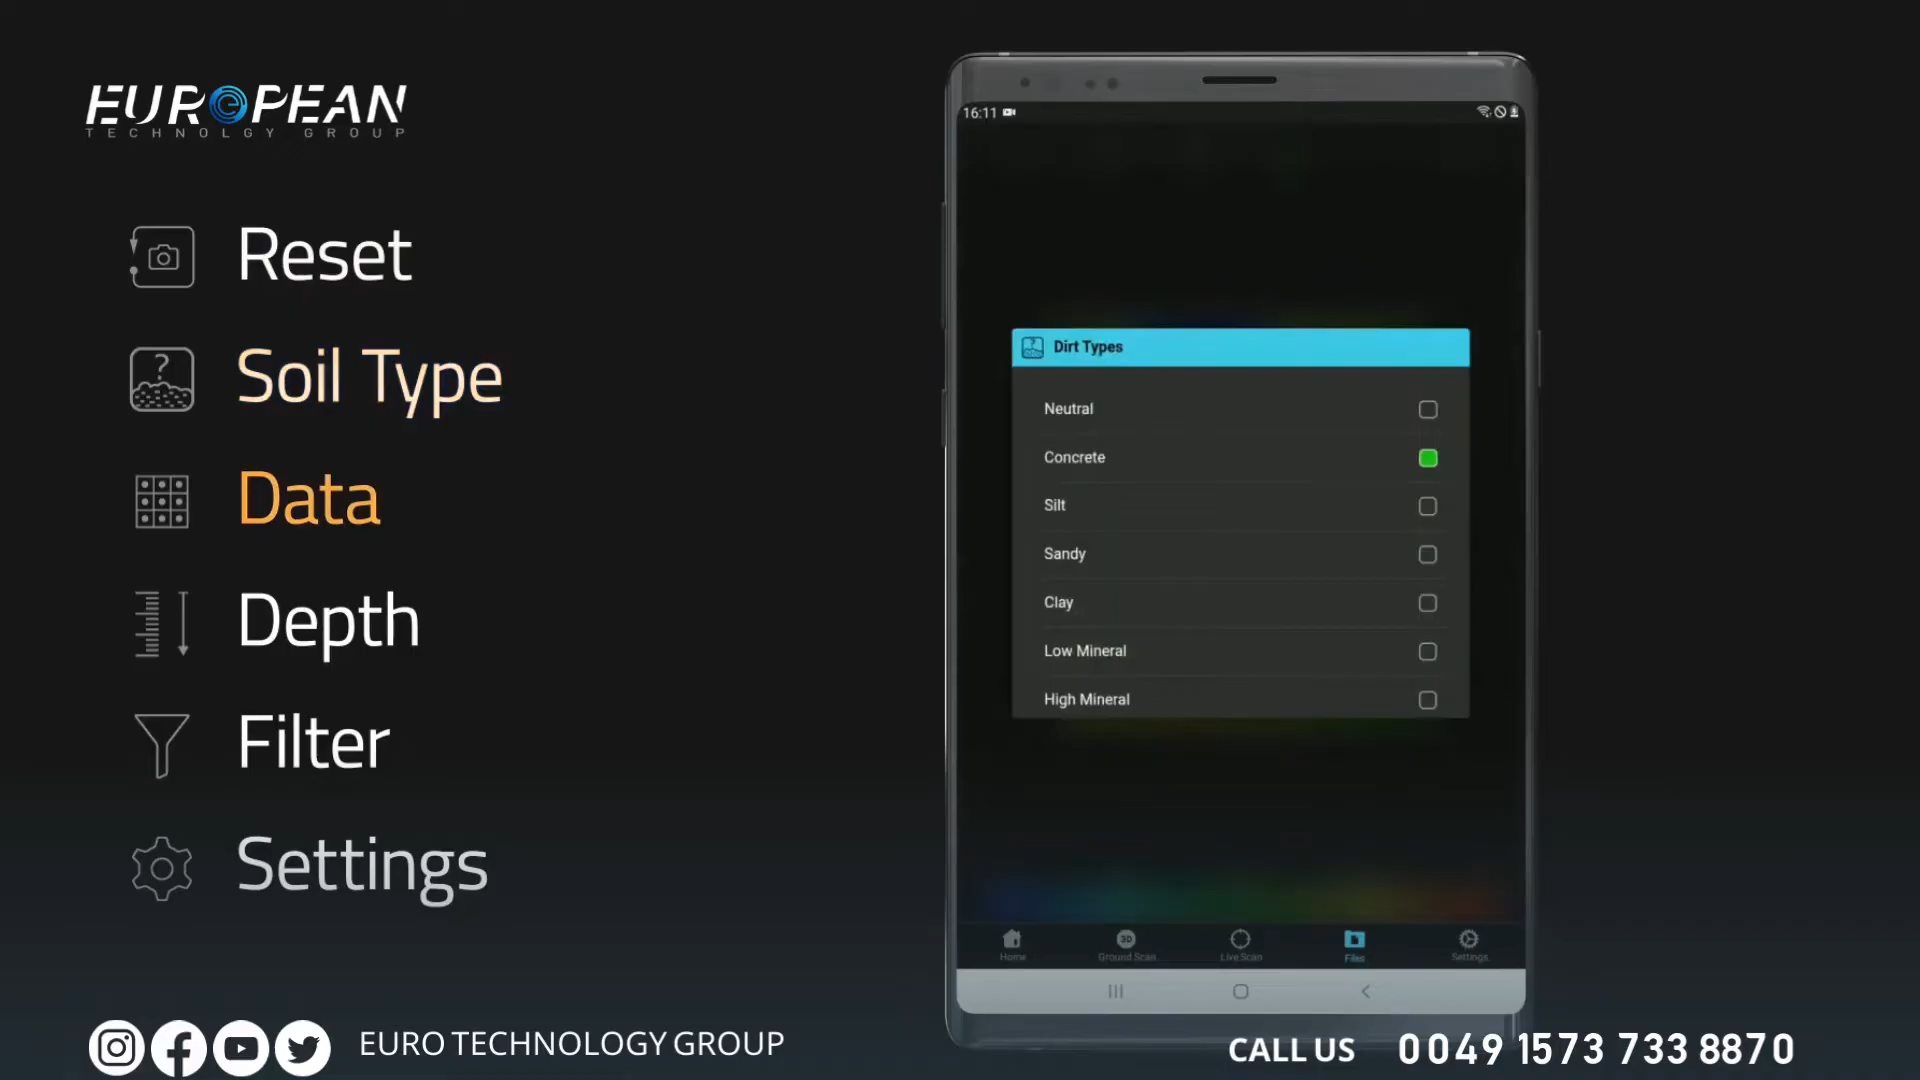 EUROPEAN
TECHNOLGY GROUP
Reset
Soil Type
Data
Depth
Filter
Settings
16:11
Dirt Types
Neutral
Concrete
Silt
Sandy
Clay
Low Mineral
High Mineral
Home
3D
Ground Scan
Live Scan
Files
Settings
EURO TECHNOLOGY GROUP
CALL US 0049 1573 733 8870